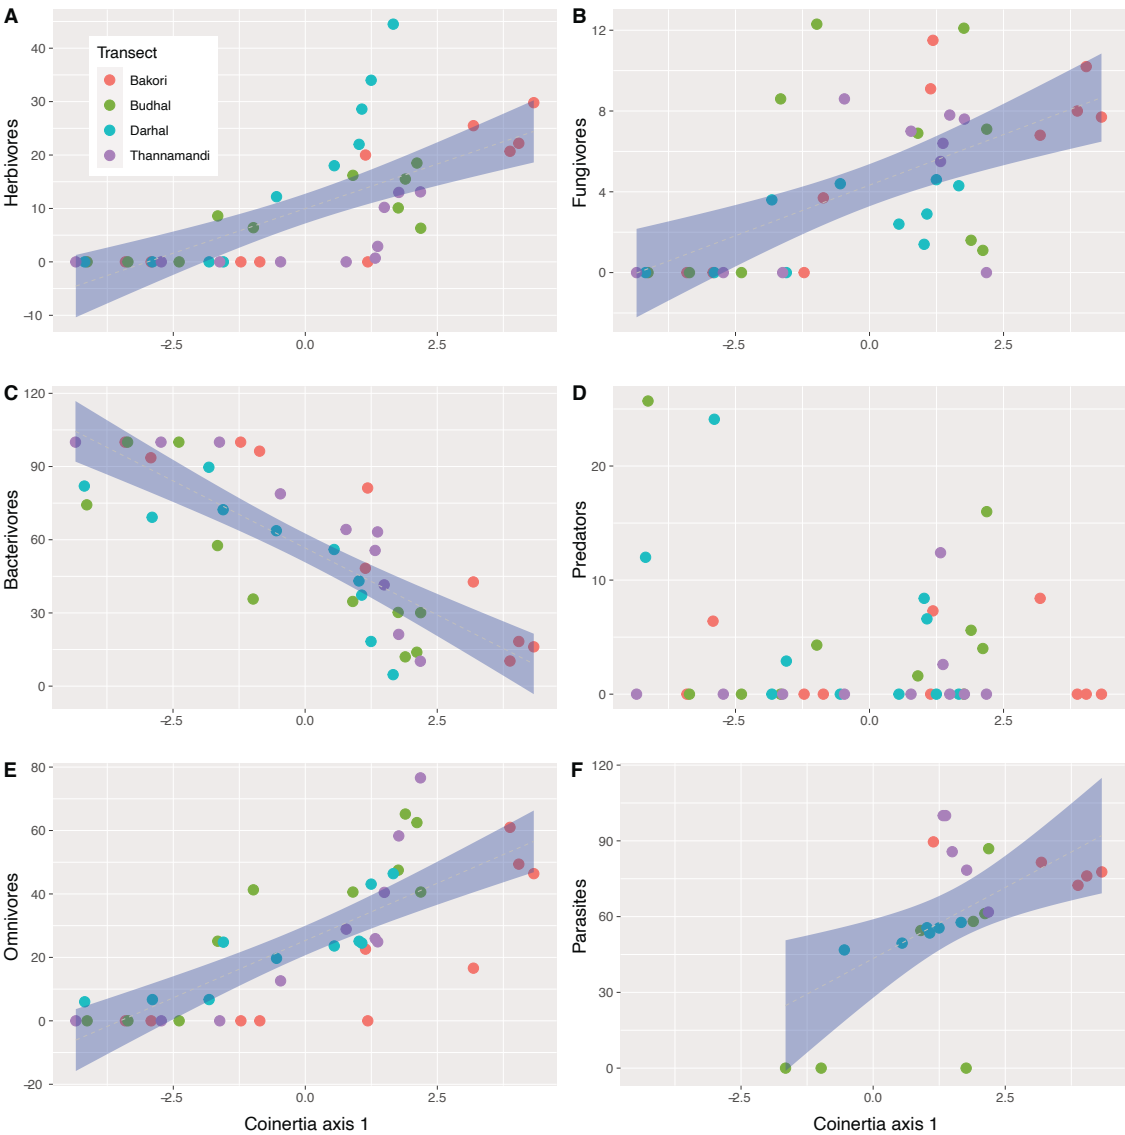 A
Herbivores
40
30
20
10
0
−10
−2.5 0.0 2.5
Transect
Bakori
Budhal
Darhal
Thannamandi
B
Fungivores
12
8
4
0
−2.5 0.0 2.5
C
Bacterivores
120
90
60
30
0
−2.5 0.0 2.5
D
Predators
20
10
0
−2.5 0.0 2.5
E
Omnivores
80
60
40
20
0
−20
−2.5 0.0 2.5
Coinertia axis 1
F
Parasites
120
90
60
30
0
−2.5 0.0 2.5
Coinertia axis 1